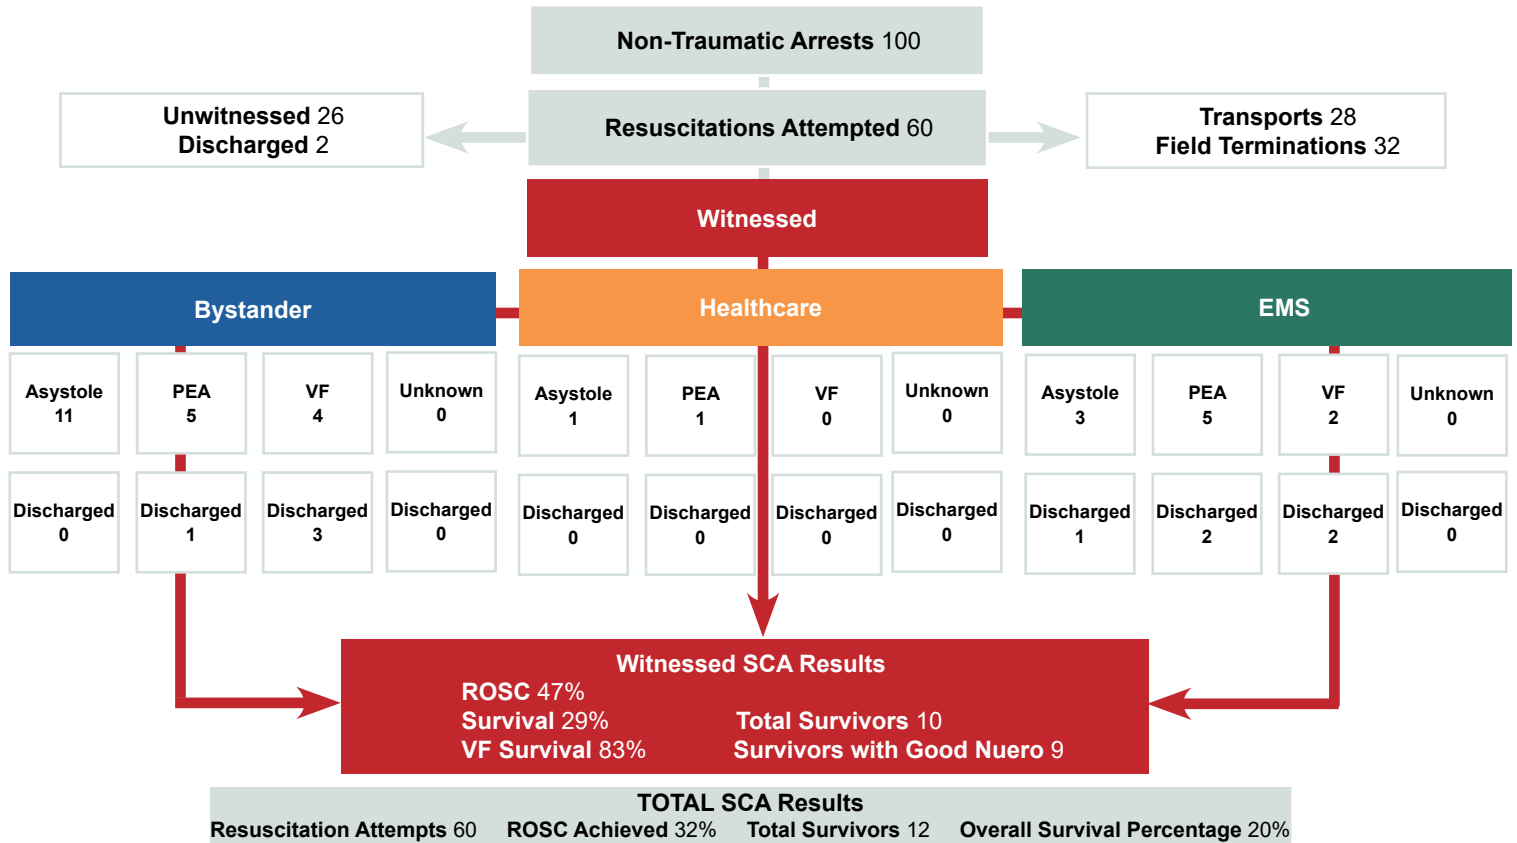 Non-Traumatic Arrests 100
Unwitnessed 26
Discharged 2
Resuscitations Attempted 60
Transports 28
Field Terminations 32
Witnessed
Bystander
Healthcare
EMS
Asystole
11
PEA
5
VF
4
Unknown
0
Asystole
1
PEA
1
VF
0
Unknown
0
Asystole
3
PEA
5
VF
2
Unknown
0
Discharged
0
Discharged
1
Discharged
3
Discharged
0
Discharged
0
Discharged
0
Discharged
0
Discharged
0
Discharged
1
Discharged
2
Discharged
2
Discharged
0
Witnessed SCA Results
ROSC 47%
Survival 29% Total Survivors 10
VF Survival 83% Survivors with Good Nuero 9
TOTAL SCA Results
Resuscitation Attempts 60 ROSC Achieved 32% Total Survivors 12 Overall Survival Percentage 20%